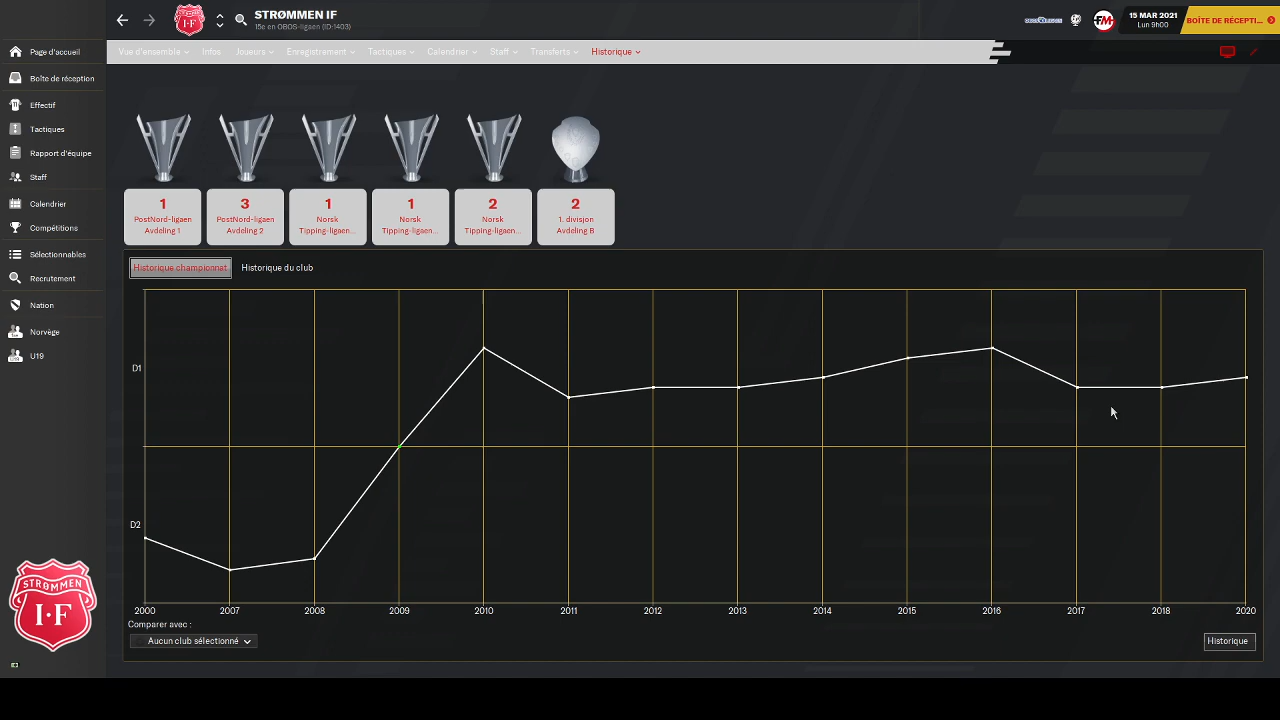 STRØMMEN IF
15e en OBOS-ligaen (ID:1403)
15 MAR 2021
Lun 9h00
BOÎTE DE RÉCEPTI...
Vue d'ensemble
Infos
Joueurs
Enregistrement
Tactiques
Calendrier
Staff
Transferts
Historique
Page d'accueil
Boîte de réception
Effectif
Tactiques
Rapport d'équipe
Staff
Calendrier
Compétitions
Sélectionnables
Recrutement
Nation
Norvège
U19
STRØMMEN
I·F
1
PostNord-ligaen
Avdeling 1
3
PostNord-ligaen
Avdeling 2
1
Norsk
Tipping-ligaen...
1
Norsk
Tipping-ligaen...
2
Norsk
Tipping-ligaen...
2
1. divisjon
Avdeling B
Historique championnat
Historique du club
D1
D2
2000 2007 2008 2009 2010 2011 2012 2013 2014 2015 2016 2017 2018 2020
Comparer avec :
Aucun club sélectionné
Historique